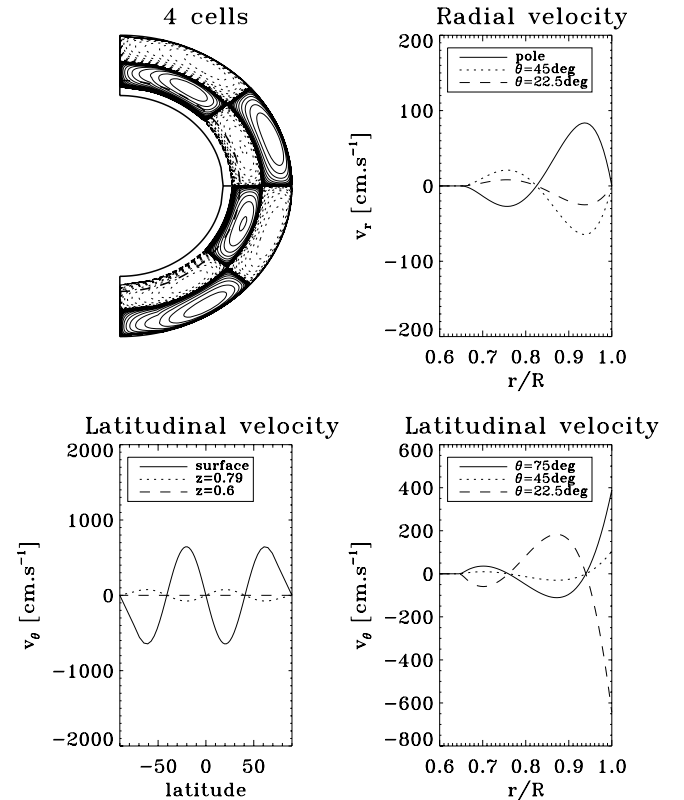 4 cells
Radial velocity
200
100
0
−100
−200
pole
θ=45deg
θ=22.5deg
v_r [cm.s⁻¹]
0.6 0.7 0.8 0.9 1.0
r/R
Latitudinal velocity
2000
1000
0
−1000
−2000
surface
z=0.79
z=0.6
v_θ [cm.s⁻¹]
−50 0 50
latitude
Latitudinal velocity
600
400
200
0
−200
−400
−600
−800
θ=75deg
θ=45deg
θ=22.5deg
v_θ [cm.s⁻¹]
0.6 0.7 0.8 0.9 1.0
r/R